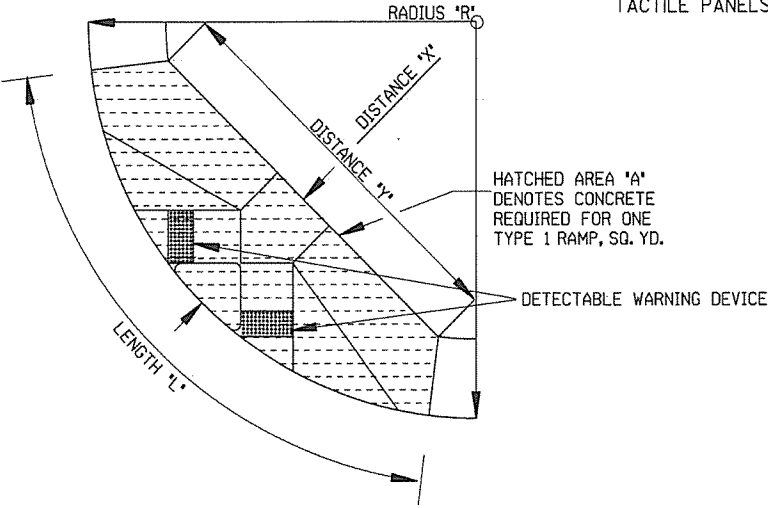 TACTILE PANELS
RADIUS "R"
DISTANCE "X"
DISTANCE "Y"
HATCHED AREA "A"
DENOTES CONCRETE
REQUIRED FOR ONE
TYPE 1 RAMP, SQ. YD.
DETECTABLE WARNING DEVICE
LENGTH "L"